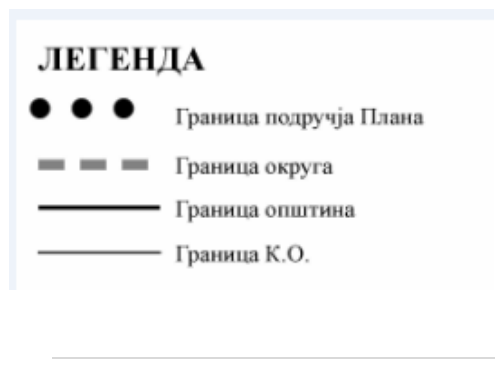 ЛЕГЕНДА
Граница подручја Плана
Граница округа
Граница општина
Граница К.О.